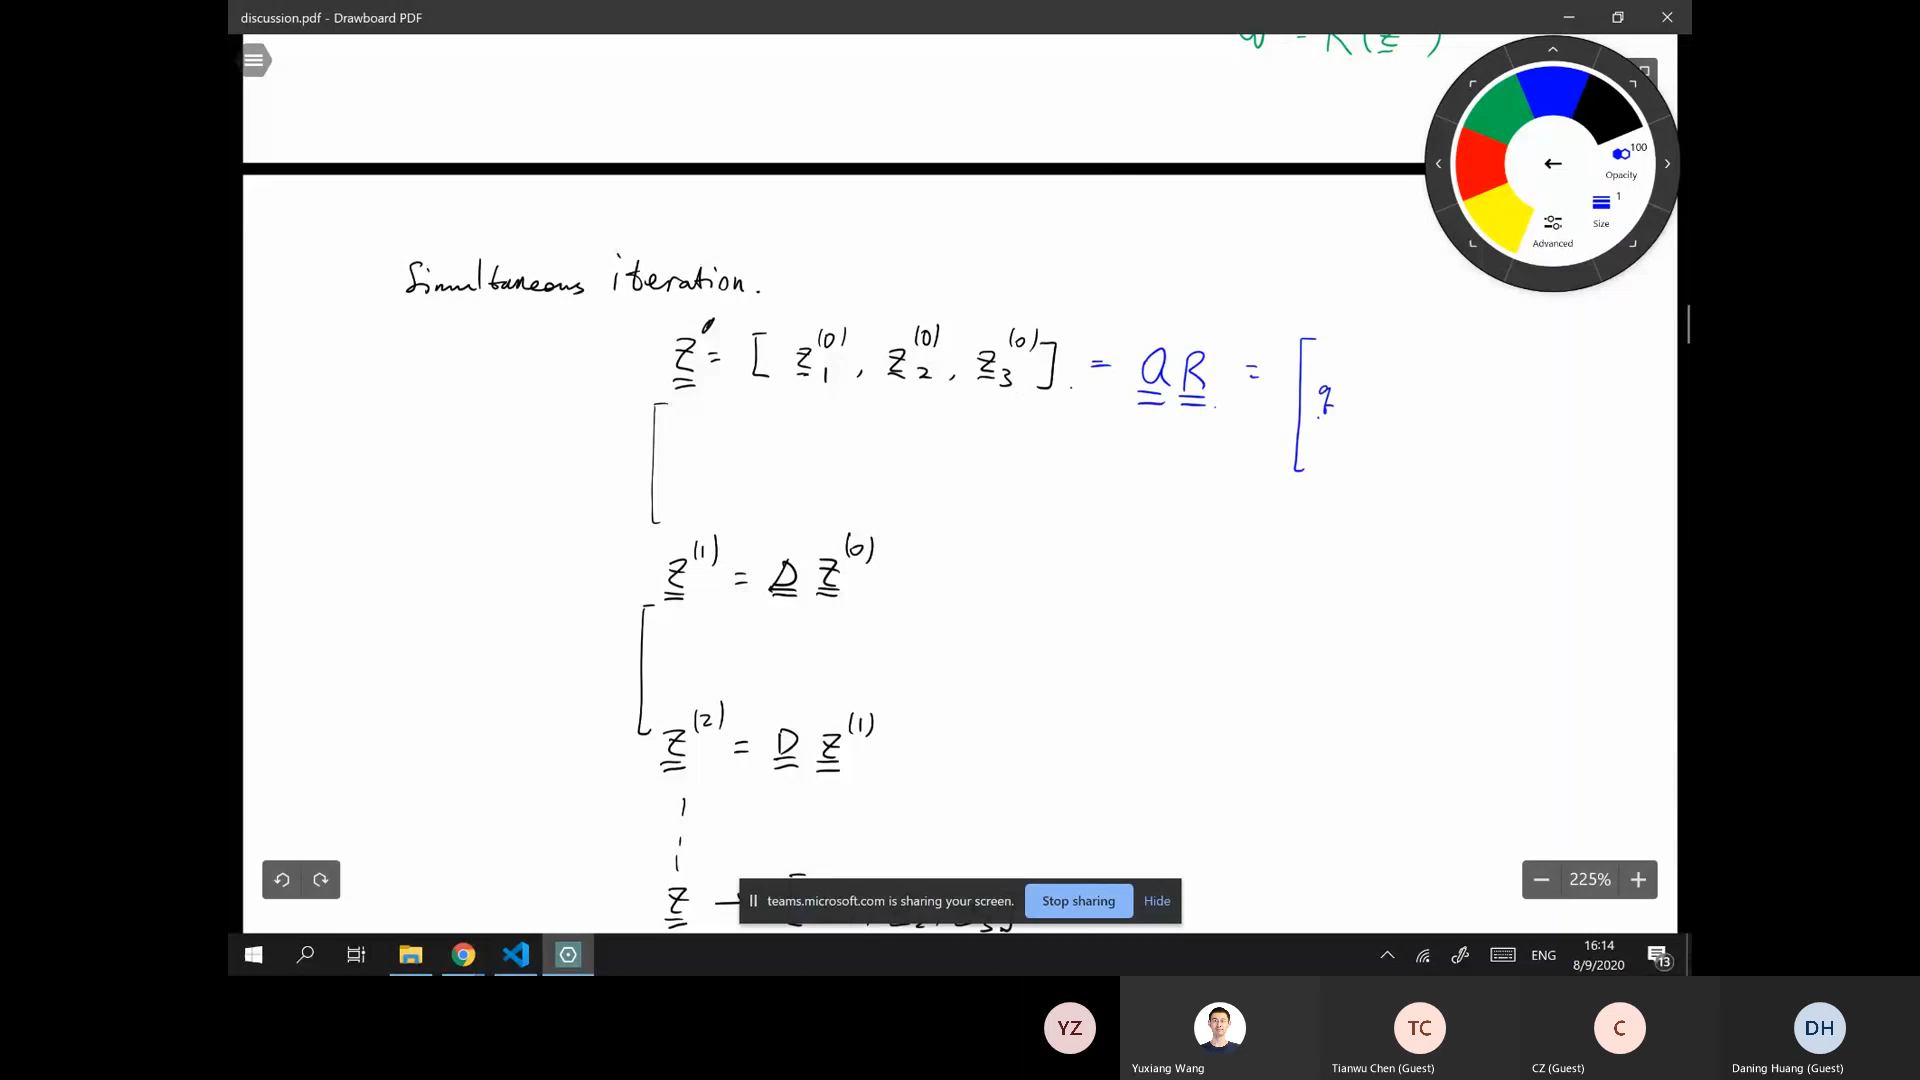 discussion.pdf - Drawboard PDF
100
Opacity
1
Size
Advanced
Simultaneous iteration.
Z = [ z₁⁽⁰⁾, z₂⁽⁰⁾, z₃⁽⁰⁾ ] = Q R = [ q
Z⁽¹⁾ = D Z⁽⁰⁾
Z⁽²⁾ = D Z⁽¹⁾
Z →
teams.microsoft.com is sharing your screen. Stop sharing Hide
225%
ENG
16:14
8/9/2020
13
YZ
TC
C
DH
Yuxiang Wang
Tianwu Chen (Guest)
CZ (Guest)
Daning Huang (Guest)